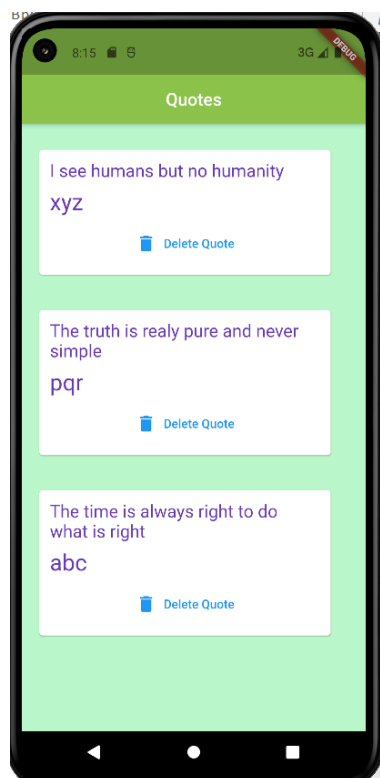 8:15
3G
DEBUG
Quotes
I see humans but no humanity
xyz
Delete Quote
The truth is realy pure and never
simple
pqr
Delete Quote
The time is always right to do
what is right
abc
Delete Quote